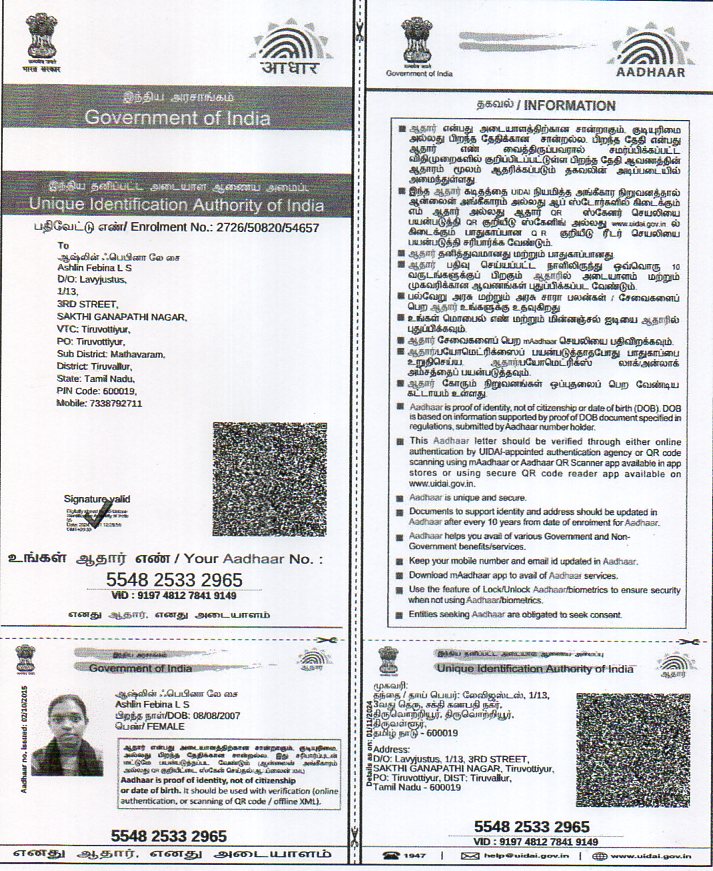 भारत सरकार
आधार
இந்திய அரசாங்கம்
Government of India
இந்திய தனிப்பட்ட அடையாள ஆணைய அமைப்பு
Unique Identification Authority of India
பதிவேட்டு எண்/ Enrolment No.: 2726/50820/54657
To
ஆஷ்லின் ஃபெபினா லே சை
Ashlin Febina L S
D/O: Lavyjustus,
1/13,
3RD STREET,
SAKTHI GANAPATHI NAGAR,
VTC: Tiruvottiyur,
PO: Tiruvottiyur,
Sub District: Mathavaram,
District: Tiruvallur,
State: Tamil Nadu,
PIN Code: 600019,
Mobile: 7338792711
Signature valid
உங்கள் ஆதார் எண் / Your Aadhaar No. :
5548 2533 2965
VID : 9197 4812 7841 9149
எனது ஆதார், எனது அடையாளம்
இந்திய அரசாங்கம்
Government of India
Aadhaar no. issued: 02/10/2015
ஆஷ்லின் ஃபெபினா லே சை
Ashlin Febina L S
பிறந்த நாள்/DOB: 08/08/2007
பெண்/ FEMALE
ஆதார் என்பது அடையாளத்திற்கான சான்றாகும், குடியுரிமை
அல்லது பிறந்த தேதிக்கான சான்றல்ல. இது சரிபார்ப்புடன்
மட்டுமே பயன்படுத்தப்பட வேண்டும் (ஆன்லைன் அங்கீகாரம்
Aadhaar is proof of identity, not of citizenship
or date of birth. It should be used with verification (online
authentication, or scanning of QR code / offline XML).
5548 2533 2965
எனது ஆதார், எனது அடையாளம்
Government of India
AADHAAR
தகவல் / INFORMATION
ஆதார் என்பது அடையாளத்திற்கான சான்றாகும், குடியுரிமை
அல்லது பிறந்த தேதிக்கான சான்றல்ல. பிறந்த தேதி என்பது
ஆதார் எண் வைத்திருப்பவரால் சமர்ப்பிக்கப்பட்ட
விதிமுறைகளில் குறிப்பிடப்பட்டுள்ள பிறந்த தேதி ஆவணத்தின்
ஆதாரம் மூலம் ஆதரிக்கப்படும் தகவலின் அடிப்படையில்
அமைந்துள்ளது
இந்த ஆதார் கடிதத்தை UIDAI நியமித்த அங்கீகார நிறுவனத்தால்
ஆன்லைன் அங்கீகாரம் அல்லது ஆப் ஸ்டோர்களில் கிடைக்கும்
எம் ஆதார் அல்லது ஆதார் QR ஸ்கேனர் செயலியை
பயன்படுத்தி QR குறியீடு ஸ்கேனிங் அல்லது www.uidai.gov.in ல்
கிடைக்கும் பாதுகாப்பான QR குறியீடு ரீடர் செயலியை
பயன்படுத்தி சரிபார்க்க வேண்டும்.
ஆதார் தனித்துவமானது மற்றும் பாதுகாப்பானது
ஆதார் பதிவு செய்யப்பட்ட நாளிலிருந்து ஒவ்வொரு 10
வருடங்களுக்குப் பிறகும் ஆதாரில் அடையாளம் மற்றும்
முகவரிக்கான ஆவணங்கள் புதுப்பிக்கப்பட வேண்டும்.
பல்வேறு அரசு மற்றும் அரசு சாரா பலன்கள் / சேவைகளைப்
பெற ஆதார் உங்களுக்கு உதவுகிறது
உங்கள் மொபைல் எண் மற்றும் மின்னஞ்சல் ஐடியை ஆதாரில்
புதுப்பிக்கவும்.
ஆதார் சேவைகளைப் பெற mAadhaar செயலியை பதிவிறக்கவும்.
ஆதார்/பயோமெட்ரிக்ஸைப் பயன்படுத்தாதபோது பாதுகாப்பை
உறுதிசெய்ய, ஆதார்/பயோமெட்ரிக்ஸ் லாக்/அன்லாக்
அம்சத்தைப் பயன்படுத்தவும்.
ஆதார் கோரும் நிறுவனங்கள் ஒப்புதலைப் பெற வேண்டிய
கட்டாயம் உள்ளது.
Aadhaar is proof of identity, not of citizenship or date of birth (DOB). DOB
is based on information supported by proof of DOB document specified in
regulations, submitted by Aadhaar number holder.
This Aadhaar letter should be verified through either online
authentication by UIDAI-appointed authentication agency or QR code
scanning using mAadhaar or Aadhaar QR Scanner app available in app
stores or using secure QR code reader app available on
www.uidai.gov.in.
Aadhaar is unique and secure.
Documents to support identity and address should be updated in
Aadhaar after every 10 years from date of enrolment for Aadhaar.
Aadhaar helps you avail of various Government and Non-
Government benefits/services.
Keep your mobile number and email id updated in Aadhaar.
Download mAadhaar app to avail of Aadhaar services.
Use the feature of Lock/Unlock Aadhaar/biometrics to ensure security
when not using Aadhaar/biometrics.
Entities seeking Aadhaar are obligated to seek consent.
இந்திய தனிப்பட்ட அடையாள ஆணைய அமைப்பு
Unique Identification Authority of India
ஆதார்
முகவரி:
தந்தை / தாய் பெயர்: லேவிஜஸ்டஸ், 1/13,
3வது தெரு, சக்தி கணபதி நகர்,
திருவொற்றியூர், திருவொற்றியூர்,
திருவள்ளூர்,
தமிழ் நாடு - 600019
Address:
D/O: Lavyjustus, 1/13, 3RD STREET,
SAKTHI GANAPATHI NAGAR, Tiruvottiyur,
PO: Tiruvottiyur, DIST: Tiruvallur,
Tamil Nadu - 600019
5548 2533 2965
VID : 9197 4812 7841 9149
1947 | help@uidai.gov.in | www.uidai.gov.in